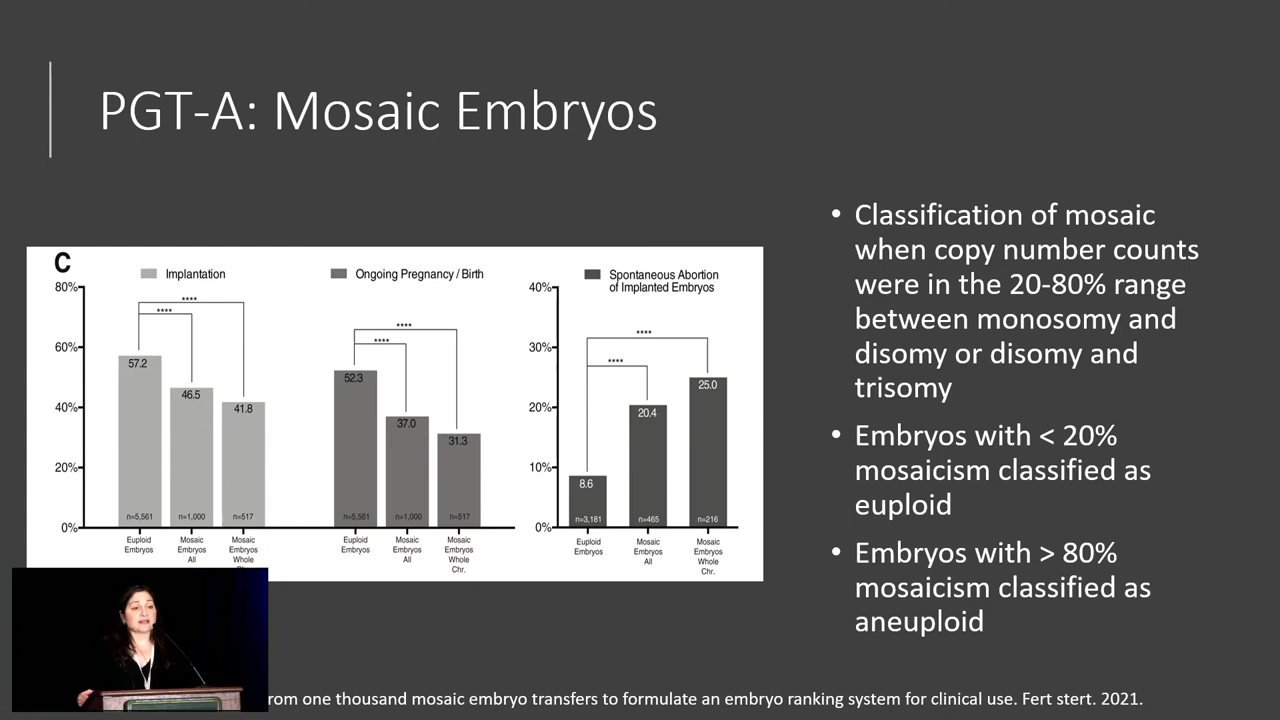 PGT-A: Mosaic Embryos
C
Implantation
80%
60%
40%
20%
0%
****
****
57.2
46.5
41.8
n=5,561
n=1,000
n=517
Euploid
Embryos
Mosaic
Embryos
All
Mosaic
Embryos
Whole
Ongoing Pregnancy / Birth
****
****
52.3
37.0
31.3
n=5,561
n=1,000
n=517
Euploid
Embryos
Mosaic
Embryos
All
Mosaic
Embryos
Whole
Chr.
Spontaneous Abortion
of Implanted Embryos
40%
30%
20%
10%
0%
****
****
8.6
20.4
25.0
n=3,181
n=465
n=216
Euploid
Embryos
Mosaic
Embryos
All
Mosaic
Embryos
Whole
Chr.
• Classification of mosaic
when copy number counts
were in the 20-80% range
between monosomy and
disomy or disomy and
trisomy
• Embryos with < 20%
mosaicism classified as
euploid
• Embryos with > 80%
mosaicism classified as
aneuploid
from one thousand mosaic embryo transfers to formulate an embryo ranking system for clinical use. Fert stert. 2021.